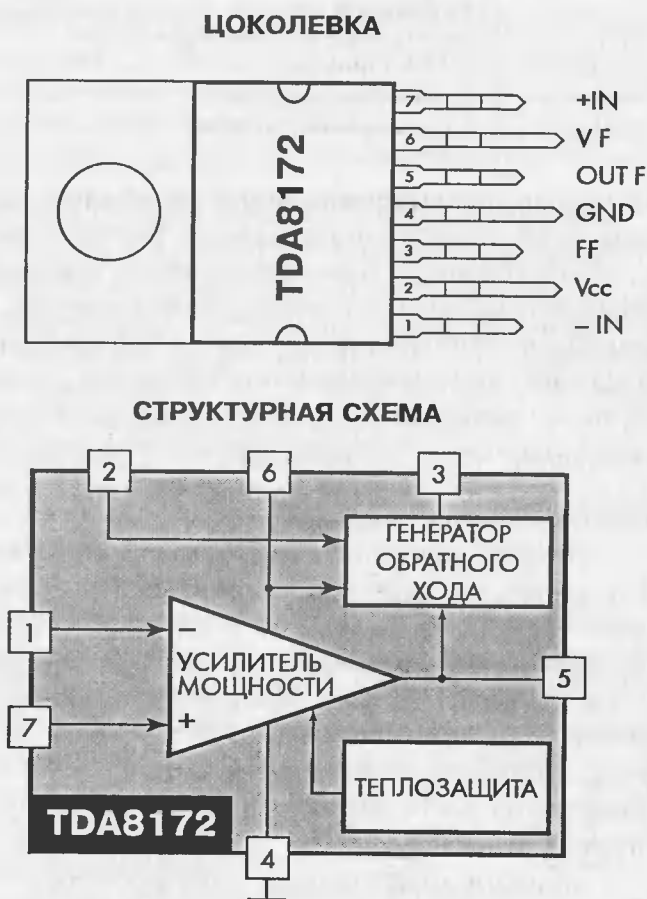 ЦОКОЛЕВКА
TDA8172
7 +IN
6 V F
5 OUT F
4 GND
3 FF
2 Vcc
1 – IN
СТРУКТУРНАЯ СХЕМА
2 6 3
ГЕНЕРАТОР
ОБРАТНОГО
ХОДА
1
–
УСИЛИТЕЛЬ
МОЩНОСТИ
5
7
+
ТЕПЛОЗАЩИТА
TDA8172
4